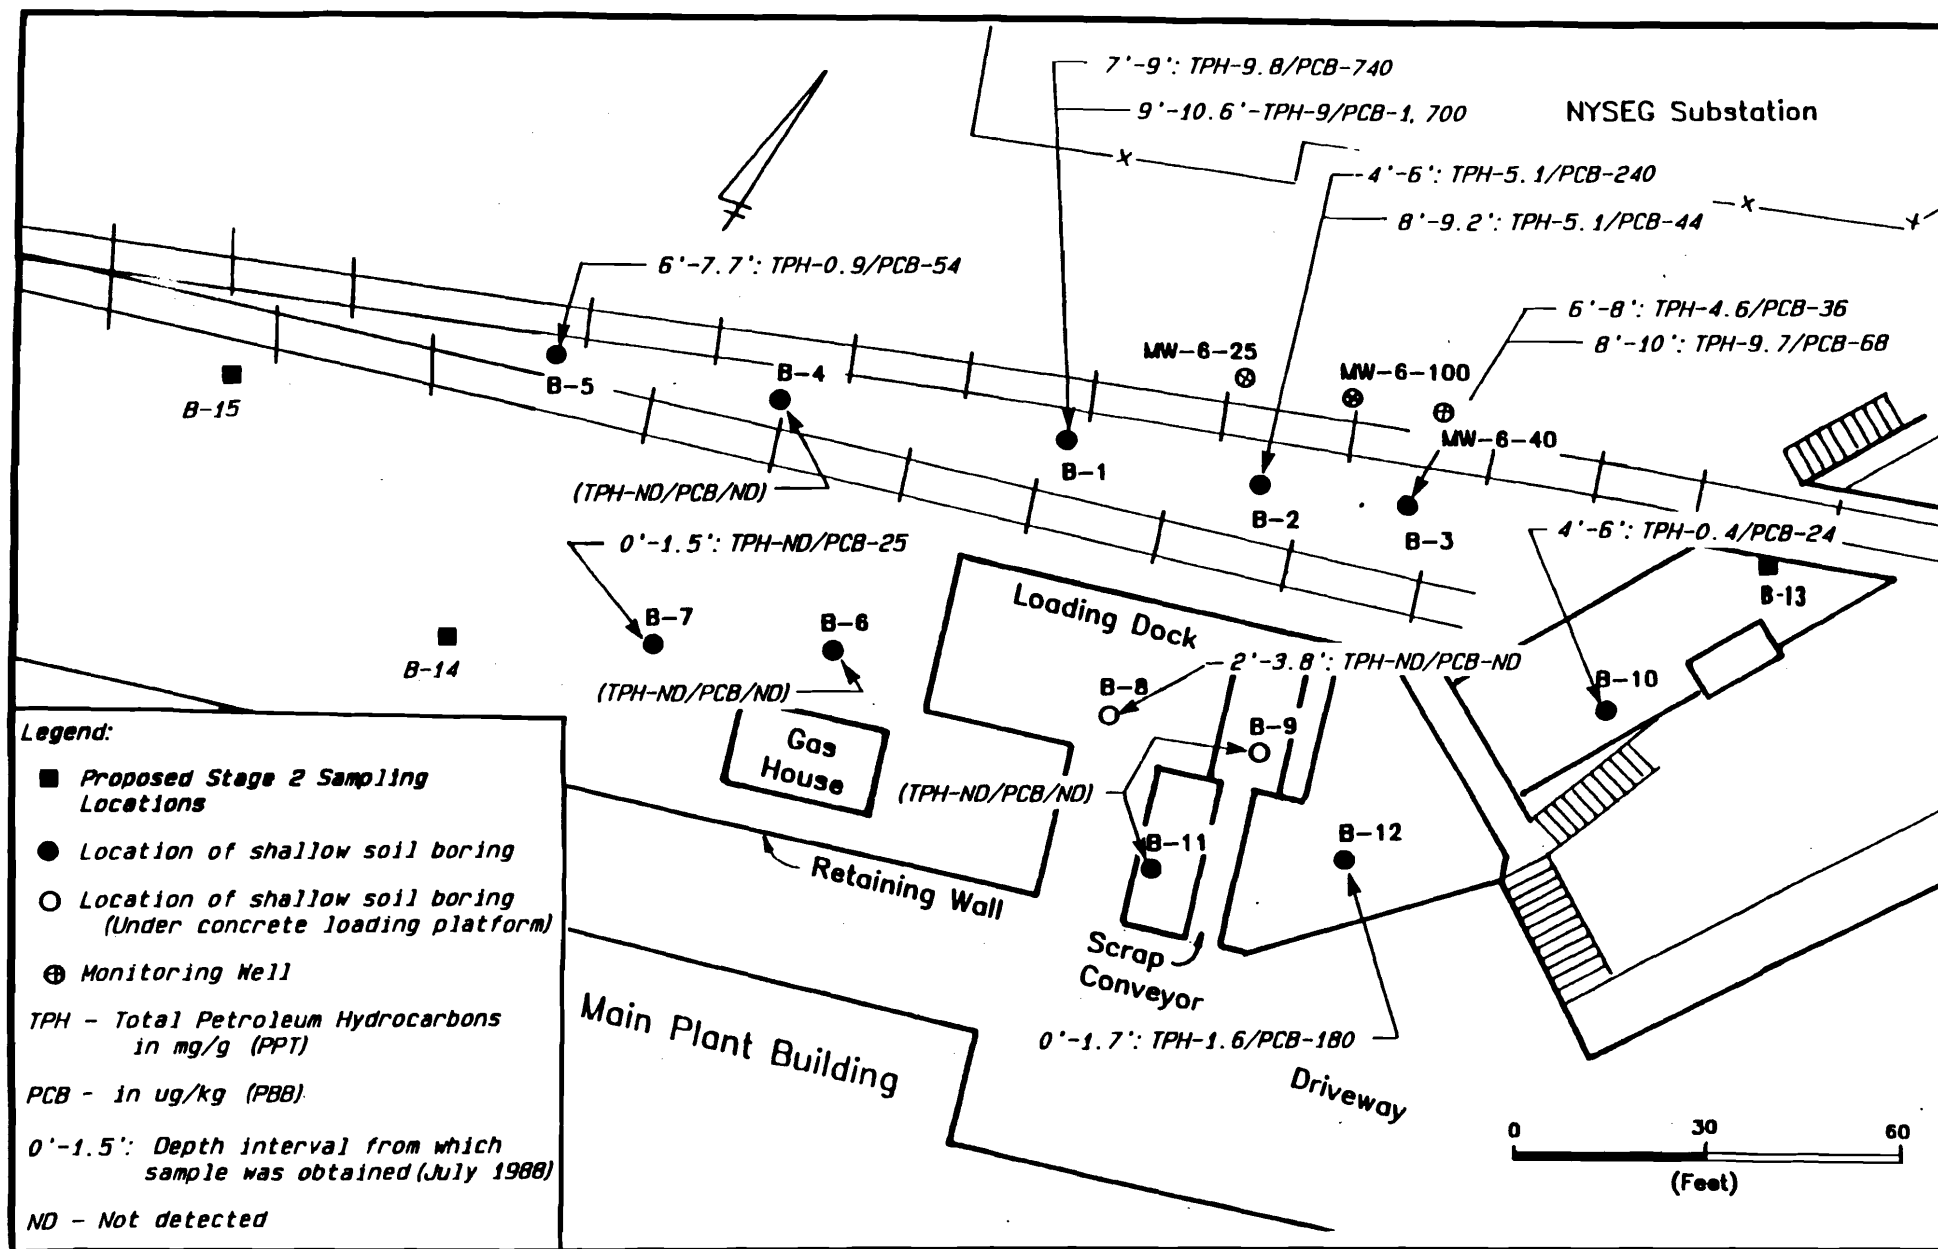 7'-9': TPH-9.8/PCB-740
9'-10.6'-TPH-9/PCB-1,700
NYSEG Substation
4'-6': TPH-5.1/PCB-240
8'-9.2': TPH-5.1/PCB-44
6'-7.7': TPH-0.9/PCB-54
6'-8': TPH-4.6/PCB-36
8'-10': TPH-9.7/PCB-68
MW-6-25
MW-6-100
MW-6-40
B-15
B-5
B-4
B-1
B-2
B-3
(TPH-ND/PCB/ND)
0'-1.5': TPH-ND/PCB-25
4'-6': TPH-0.4/PCB-24
B-13
Loading Dock
B-7
B-6
B-14
(TPH-ND/PCB/ND)
2'-3.8': TPH-ND/PCB-ND
B-8
B-9
B-10
Gas
House
(TPH-ND/PCB/ND)
B-11
B-12
Retaining Wall
Scrap
Conveyor
Main Plant Building
0'-1.7': TPH-1.6/PCB-180
Driveway
0 30 60
(Feet)
Legend:
Proposed Stage 2 Sampling
Locations
Location of shallow soil boring
Location of shallow soil boring
(Under concrete loading platform)
Monitoring Well
TPH - Total Petroleum Hydrocarbons
in mg/g (PPT)
PCB - in ug/kg (PBB)
0'-1.5': Depth interval from which
sample was obtained (July 1988)
ND - Not detected